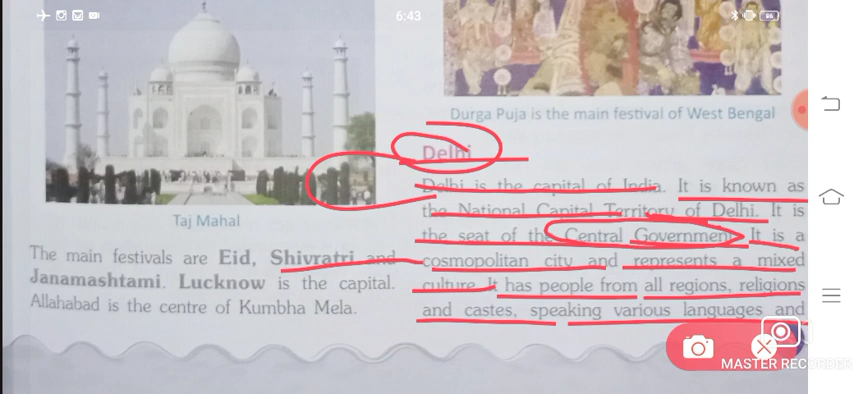 6:43
Durga Puja is the main festival of West Bengal
Taj Mahal
The main festivals are Eid, Shivratri and
Janamashtami. Lucknow is the capital.
Allahabad is the centre of Kumbha Mela.
Delhi
Delhi is the capital of India. It is known as
the National Capital Territory of Delhi. It is
the seat of the Central Government. It is a
cosmopolitan city and represents a mixed
culture. It has people from all regions, religions
and castes, speaking various languages and
MASTER RECORDER